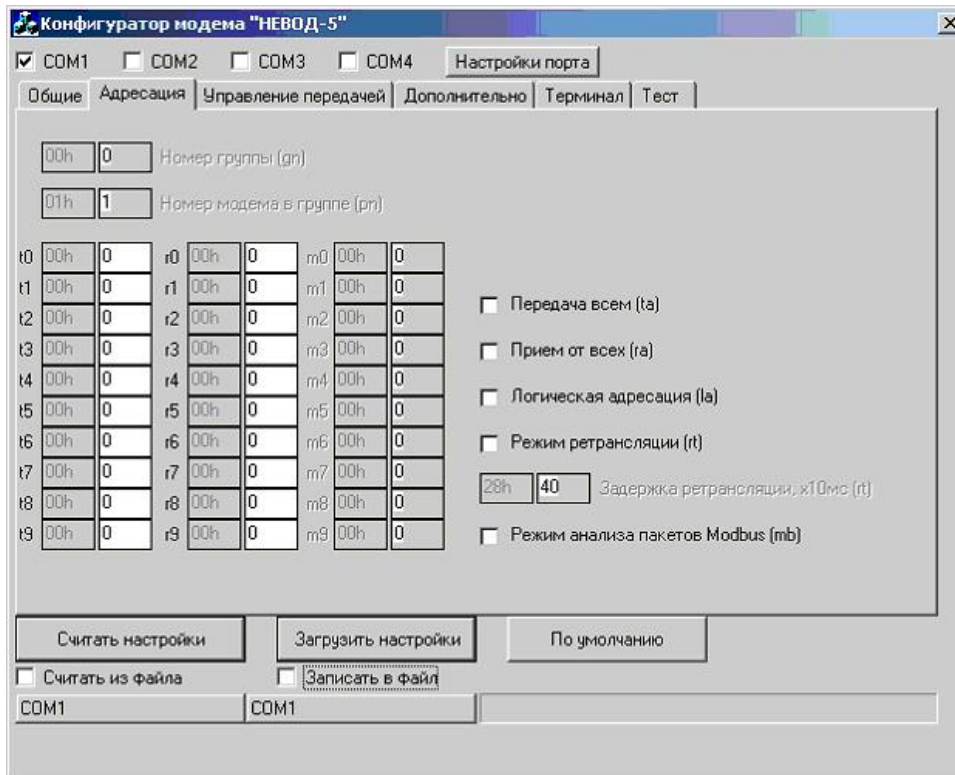 Конфигуратор модема "НЕВОД-5"
COM1 COM2 COM3 COM4 Настройки порта
Общие Адресация Управление передачей Дополнительно Терминал Тест
00h 0 Номер группы (gn)
01h 1 Номер модема в группе (pn)
t0 00h 0 r0 00h 0 m0 00h 0
t1 00h 0 r1 00h 0 m1 00h 0
Передача всем (ta)
t2 00h 0 r2 00h 0 m2 00h 0
t3 00h 0 r3 00h 0 m3 00h 0 Прием от всех (ra)
t4 00h 0 r4 00h 0 m4 00h 0
Логическая адресация (la)
t5 00h 0 r5 00h 0 m5 00h 0
t6 00h 0 r6 00h 0 m6 00h 0 Режим ретрансляции (rt)
t7 00h 0 r7 00h 0 m7 00h 0
28h 40 Задержка ретрансляции, x10мс (rt)
t8 00h 0 r8 00h 0 m8 00h 0
t9 00h 0 r9 00h 0 m9 00h 0 Режим анализа пакетов Modbus (mb)
Считать настройки Загрузить настройки По умолчанию
Считать из файла Записать в файл
COM1 COM1